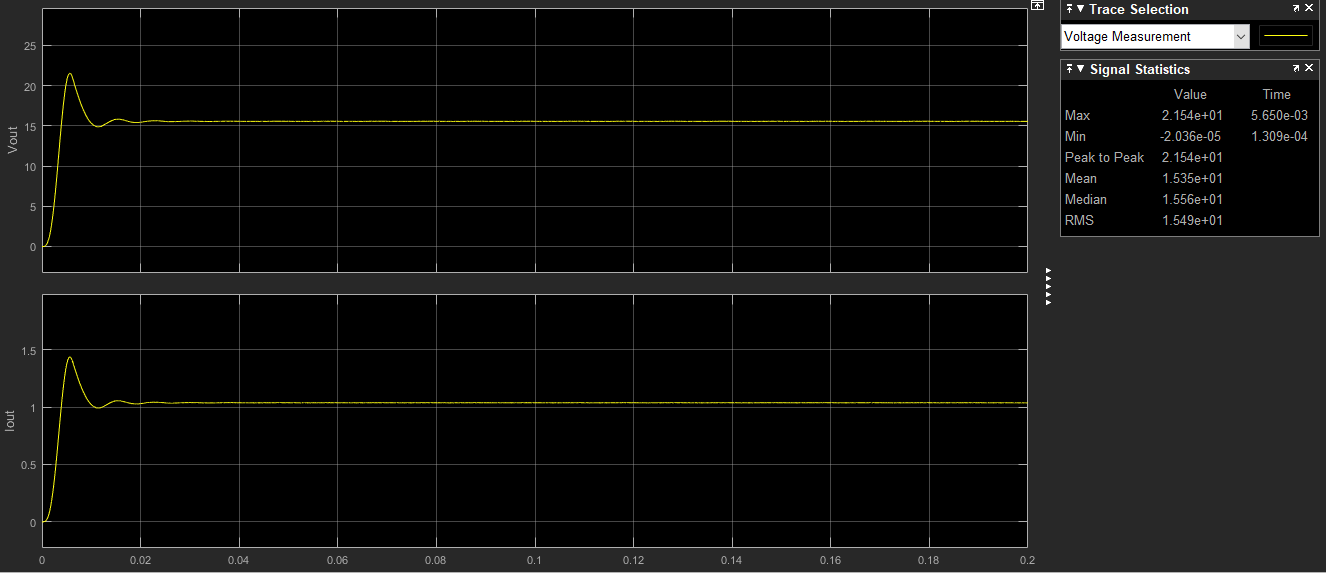 Vout
25
20
15
10
5
0
Iout
1.5
1
0.5
0
0
0.02
0.04
0.06
0.08
0.1
0.12
0.14
0.16
0.18
0.2
Trace Selection
Voltage Measurement
Signal Statistics
Value Time
Max 2.154e+01 5.650e-03
Min -2.036e-05 1.309e-04
Peak to Peak 2.154e+01
Mean 1.535e+01
Median 1.556e+01
RMS 1.549e+01